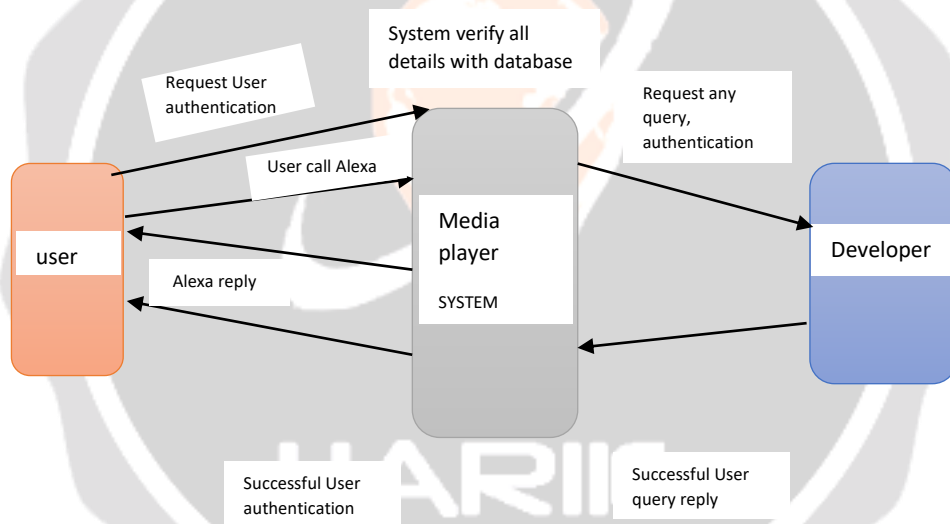 System verify all
details with database
Request User
authentication
Request any
query,
authentication
User call Alexa
Media
player
SYSTEM
user
Developer
Alexa reply
Successful User
authentication
Successful User
query reply